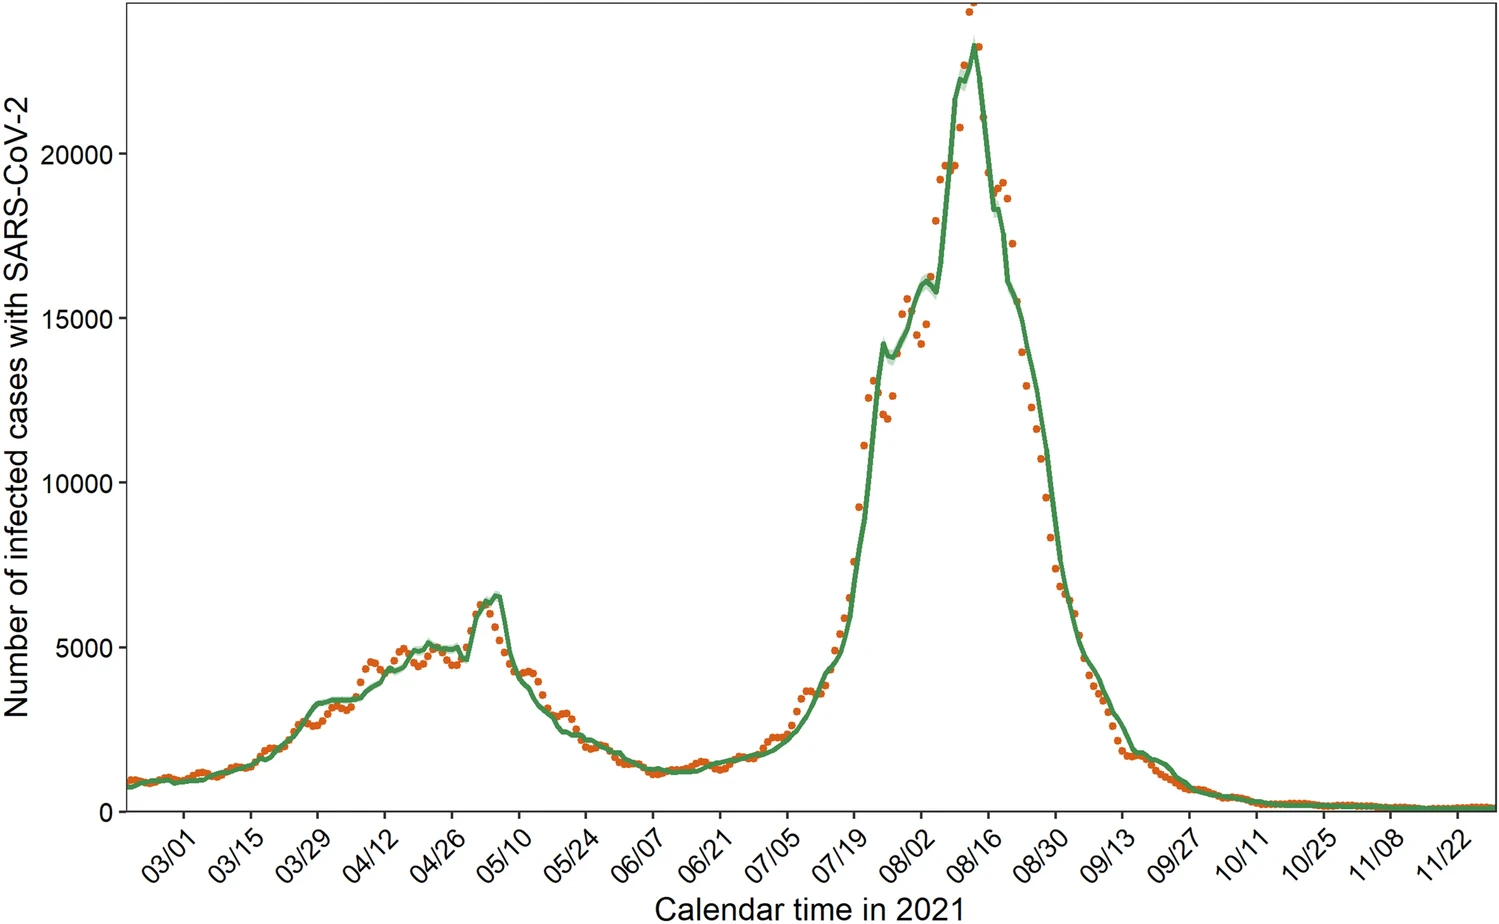 Number of infected cases with SARS-CoV-2
20000
15000
10000
5000
0
03/01 03/15 03/29 04/12 04/26 05/10 05/24 06/07 06/21 07/05 07/19 08/02 08/16 08/30 09/13 09/27 10/11 10/25 11/08 11/22
Calendar time in 2021